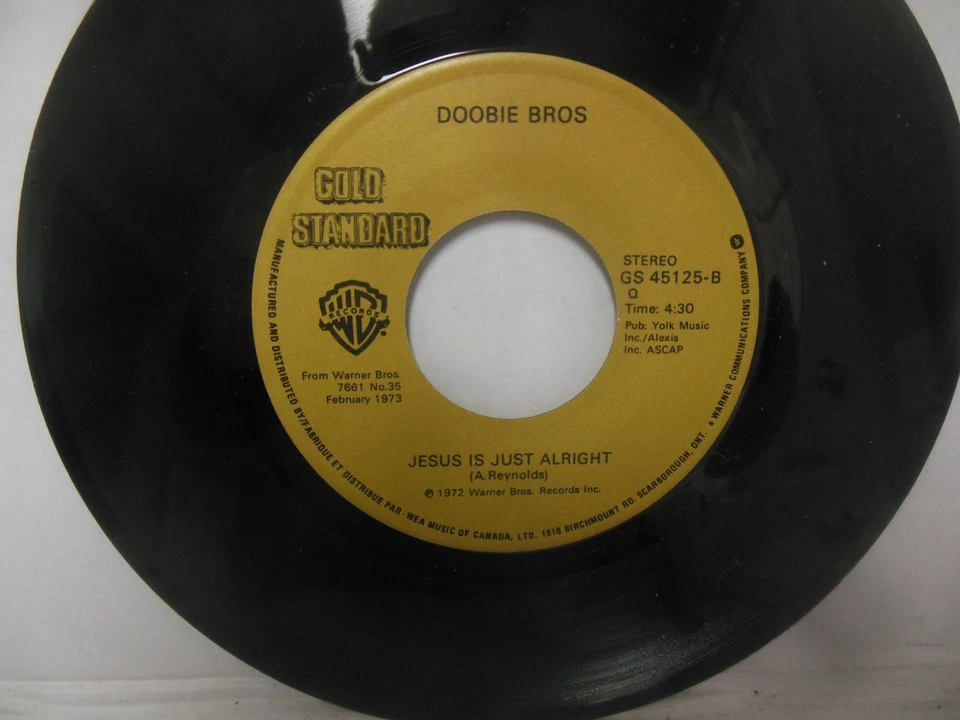 DOOBIE BROS
GOLD
STANDARD
STEREO
GS 45125-B
Q
Time: 4:30
Pub: Yolk Music
Inc./Alexis
Inc. ASCAP
W
RECORDS
From Warner Bros.
7661 No.35
February 1973
JESUS IS JUST ALRIGHT
(A.Reynolds)
℗ 1972 Warner Bros. Records Inc.
MANUFACTURED AND DISTRIBUTED BY/FABRIQUE ET DISTRIBUE PAR-WEA MUSIC OF CANADA, LTD. 1810 BIRCHMOUNT RD. SCARBOROUGH, ONT. a WARNER COMMUNICATIONS COMPANY